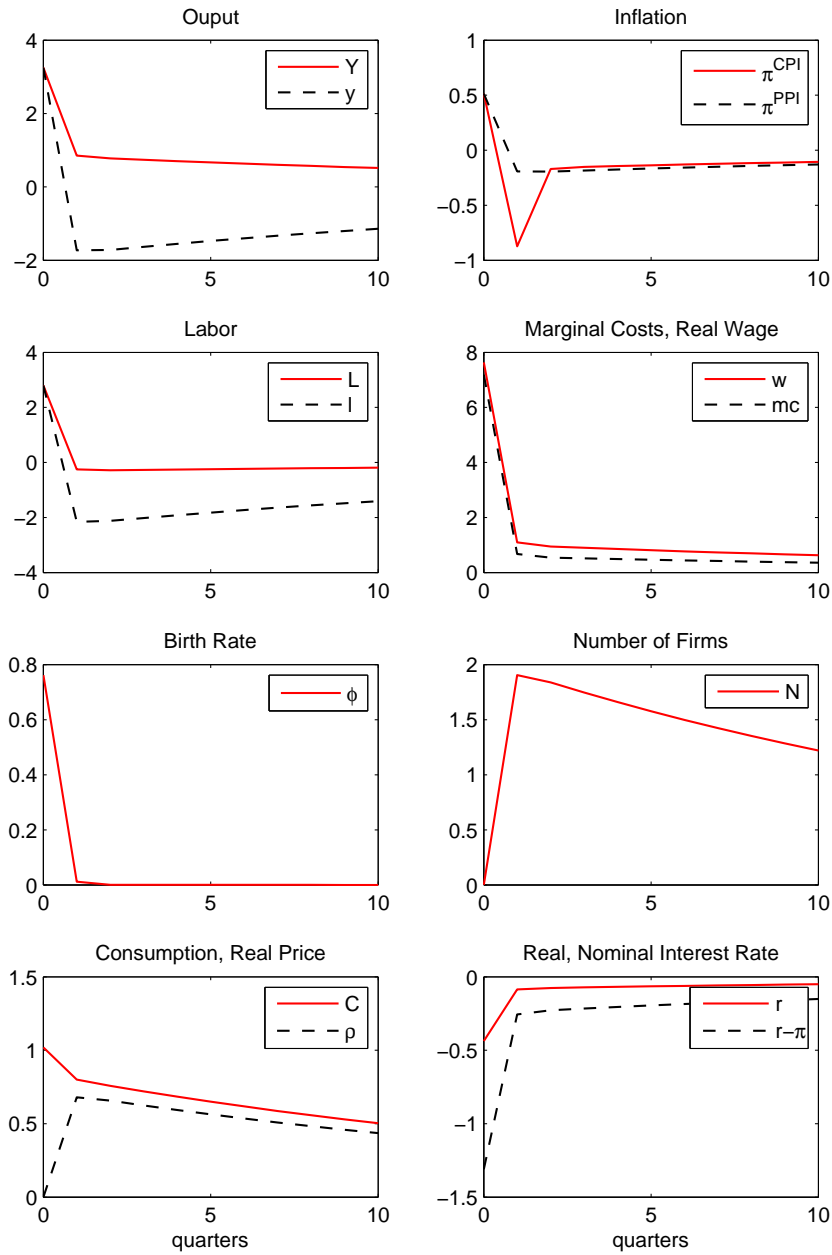 Ouput
4
2
0
−2
0
5
10
Y
y
Inflation
1
0.5
0
−0.5
−1
0
5
10
π^CPI
π^PPI
Labor
4
2
0
−2
−4
0
5
10
L
l
Marginal Costs, Real Wage
8
6
4
2
0
0
5
10
w
mc
Birth Rate
0.8
0.6
0.4
0.2
0
0
5
10
ϕ
Number of Firms
2
1.5
1
0.5
0
0
5
10
N
Consumption, Real Price
1.5
1
0.5
0
0
5
10
C
ρ
quarters
Real, Nominal Interest Rate
0
−0.5
−1
−1.5
0
5
10
r
r−π
quarters